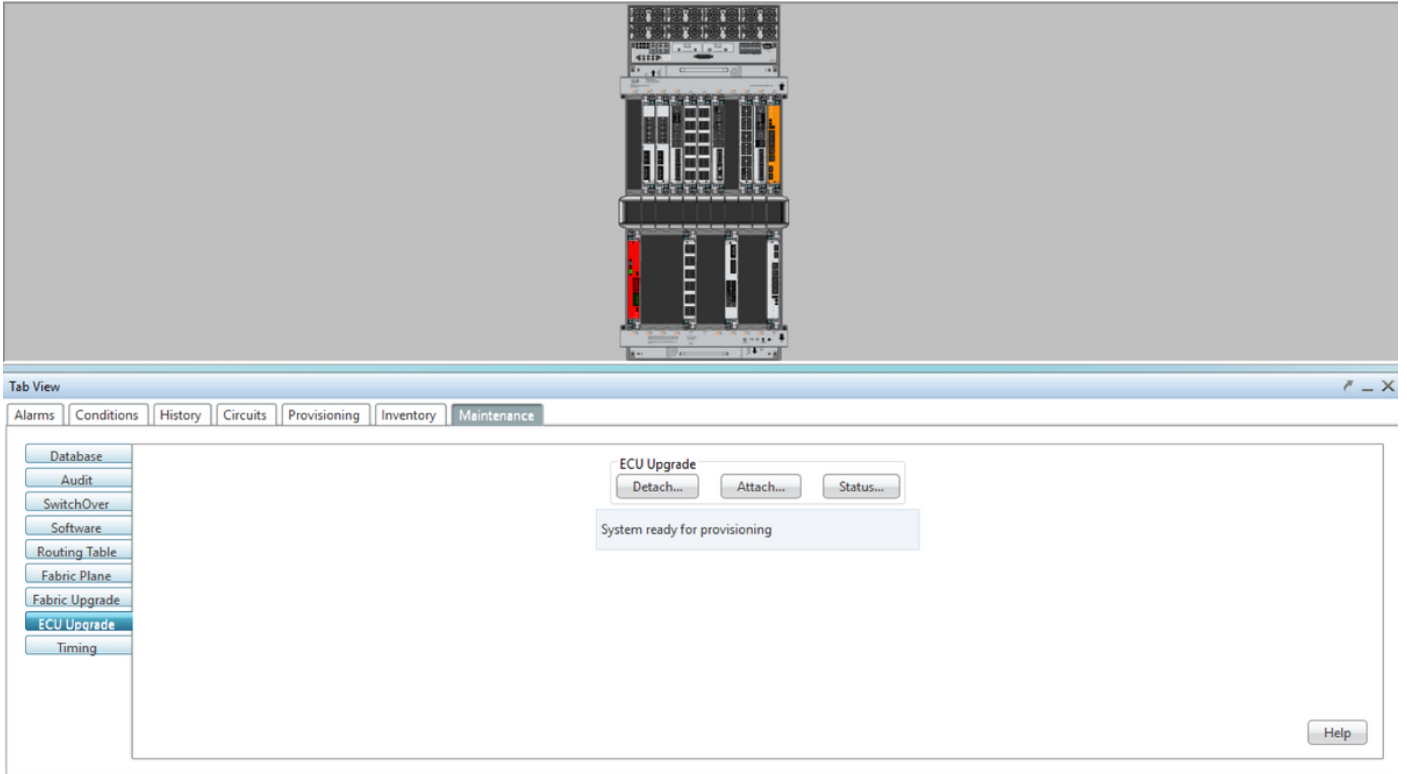 Tab View
Alarms Conditions History Circuits Provisioning Inventory Maintenance
Database
Audit
SwitchOver
Software
Routing Table
Fabric Plane
Fabric Upgrade
ECU Upgrade
Timing
ECU Upgrade
Detach... Attach... Status...
System ready for provisioning
Help